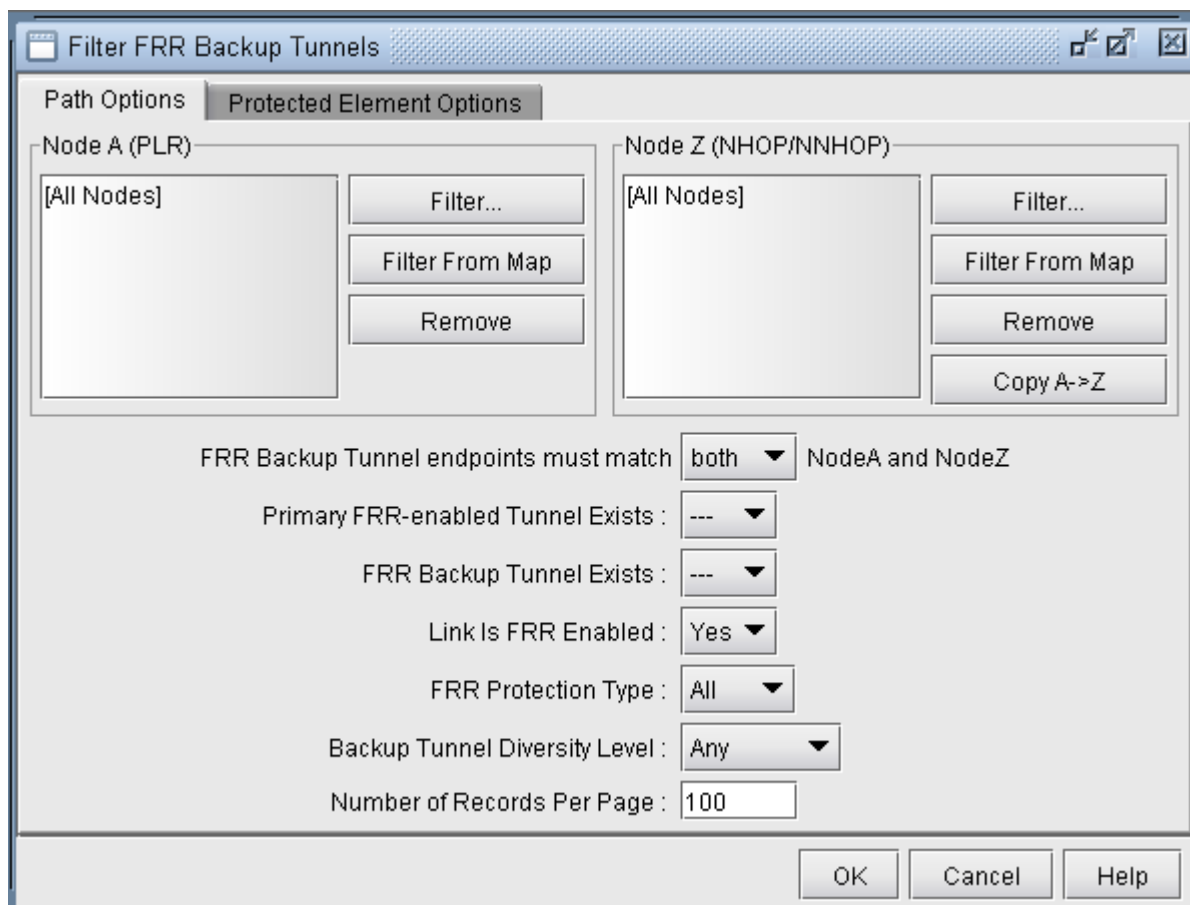 Filter FRR Backup Tunnels
Path Options Protected Element Options
Node A (PLR) Node Z (NHOP/NNHOP)
[All Nodes] Filter... [All Nodes] Filter...
Filter From Map Filter From Map
Remove Remove
Copy A->Z
FRR Backup Tunnel endpoints must match both NodeA and NodeZ
Primary FRR-enabled Tunnel Exists : ---
FRR Backup Tunnel Exists : ---
Link Is FRR Enabled : Yes
FRR Protection Type : All
Backup Tunnel Diversity Level : Any
Number of Records Per Page : 100
OK Cancel Help